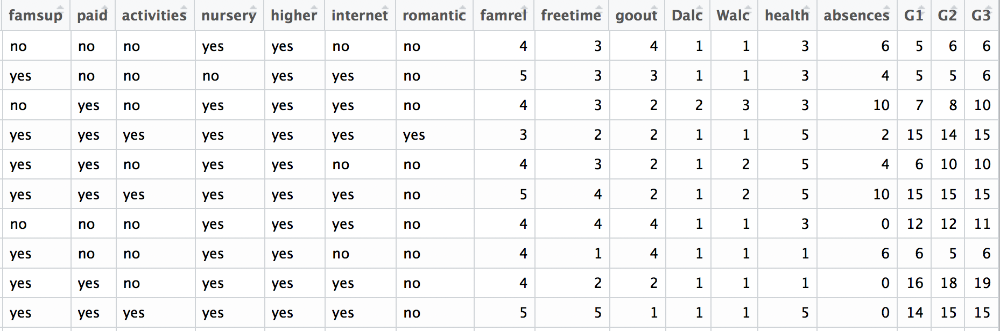 famsup paid activities nursery higher internet romantic famrel freetime goout Dalc Walc health absences G1 G2 G3
no no no yes yes no no 4 3 4 1 1 3 6 5 6 6
yes no no no yes yes no 5 3 3 1 1 3 4 5 5 6
no yes no yes yes yes no 4 3 2 2 3 3 10 7 8 10
yes yes yes yes yes yes yes 3 2 2 1 1 5 2 15 14 15
yes yes no yes yes no no 4 3 2 1 2 5 4 6 10 10
yes yes yes yes yes yes no 5 4 2 1 2 5 10 15 15 15
no no no yes yes yes no 4 4 4 1 1 3 0 12 12 11
yes no no yes yes no no 4 1 4 1 1 1 6 6 5 6
yes yes no yes yes yes no 4 2 2 1 1 1 0 16 18 19
yes yes yes yes yes yes no 5 5 1 1 1 5 0 14 15 15